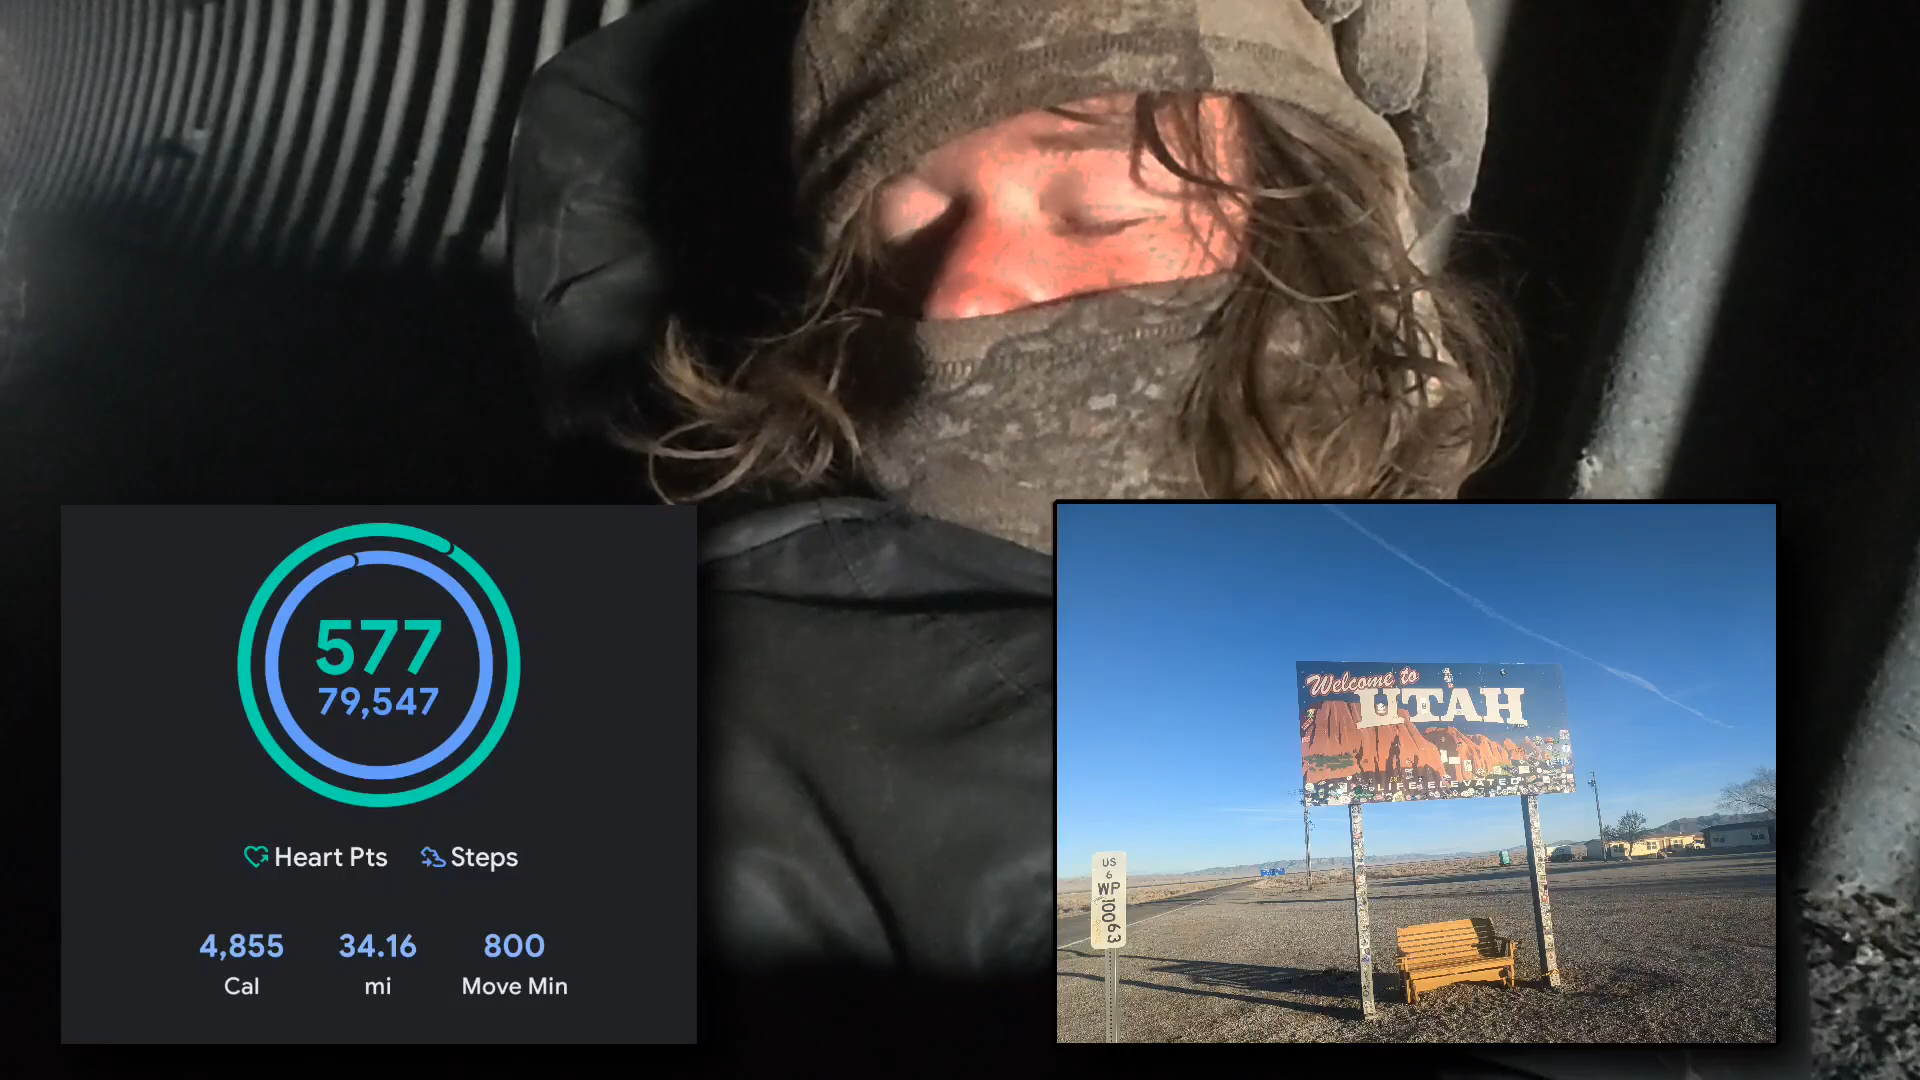 577
79,547
Heart Pts Steps
4,855 34.16 800
Cal mi Move Min
Welcome to
UTAH
LIFE ELEVATED
US
6
WP
10063